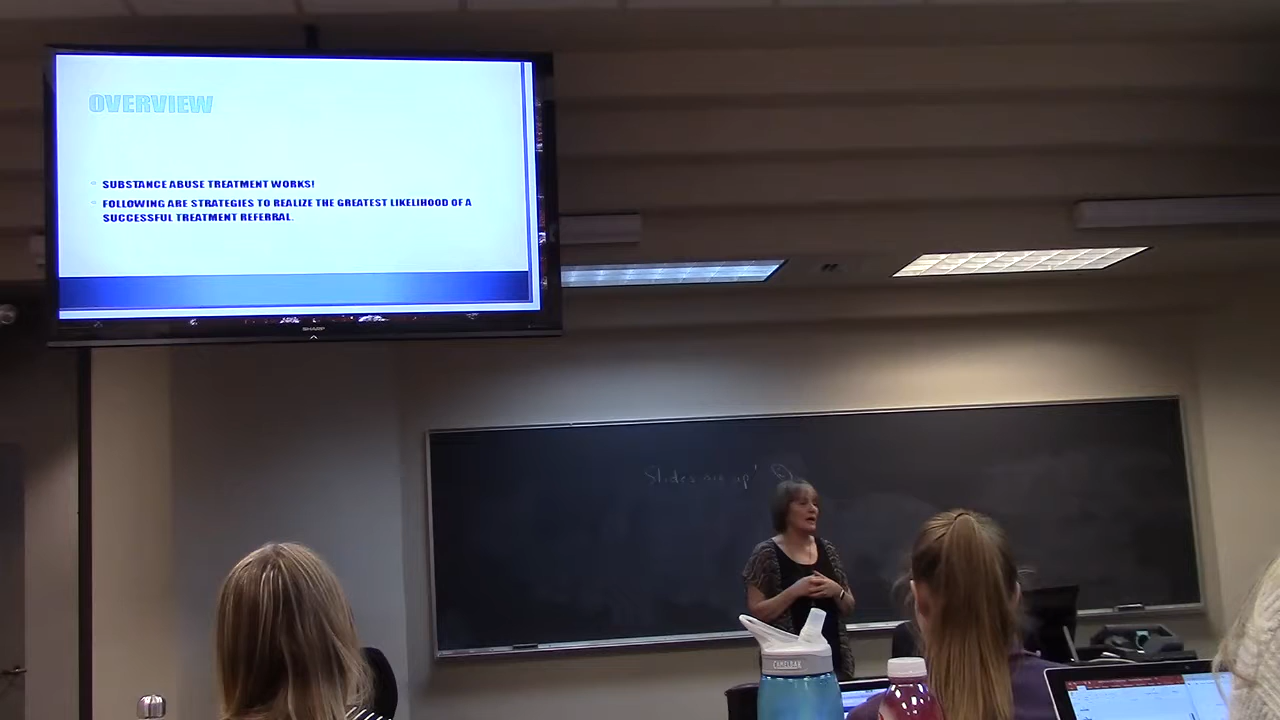 OVERVIEW
SUBSTANCE ABUSE TREATMENT WORKS!
FOLLOWING ARE STRATEGIES TO REALIZE THE GREATEST LIKELIHOOD OF A
SUCCESSFUL TREATMENT REFERRAL.
SHARP
Slides are up!
CAMELBAK